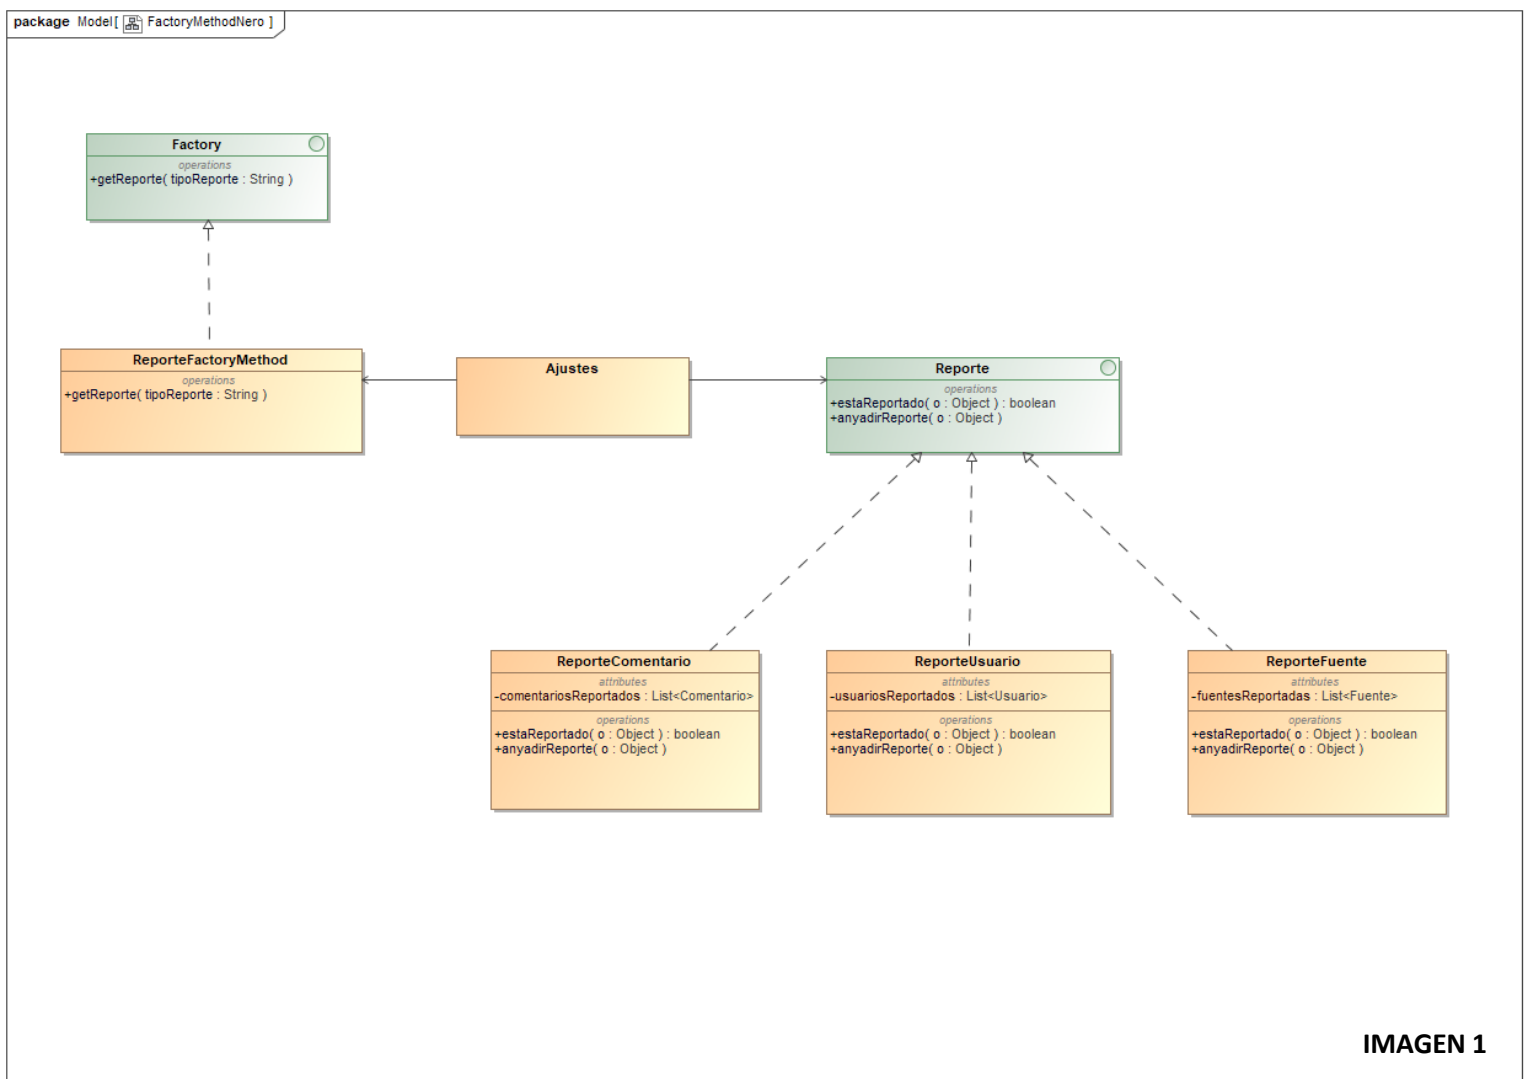 package Model[ FactoryMethodNero ]
Factory
operations
+getReporte( tipoReporte : String )
ReporteFactoryMethod
operations
+getReporte( tipoReporte : String )
Ajustes
Reporte
operations
+estaReportado( o : Object ) : boolean
+anyadirReporte( o : Object )
ReporteComentario
attributes
-comentariosReportados : List<Comentario>
operations
+estaReportado( o : Object ) : boolean
+anyadirReporte( o : Object )
ReporteUsuario
attributes
-usuariosReportados : List<Usuario>
operations
+estaReportado( o : Object ) : boolean
+anyadirReporte( o : Object )
ReporteFuente
attributes
-fuentesReportadas : List<Fuente>
operations
+estaReportado( o : Object ) : boolean
+anyadirReporte( o : Object )
IMAGEN 1